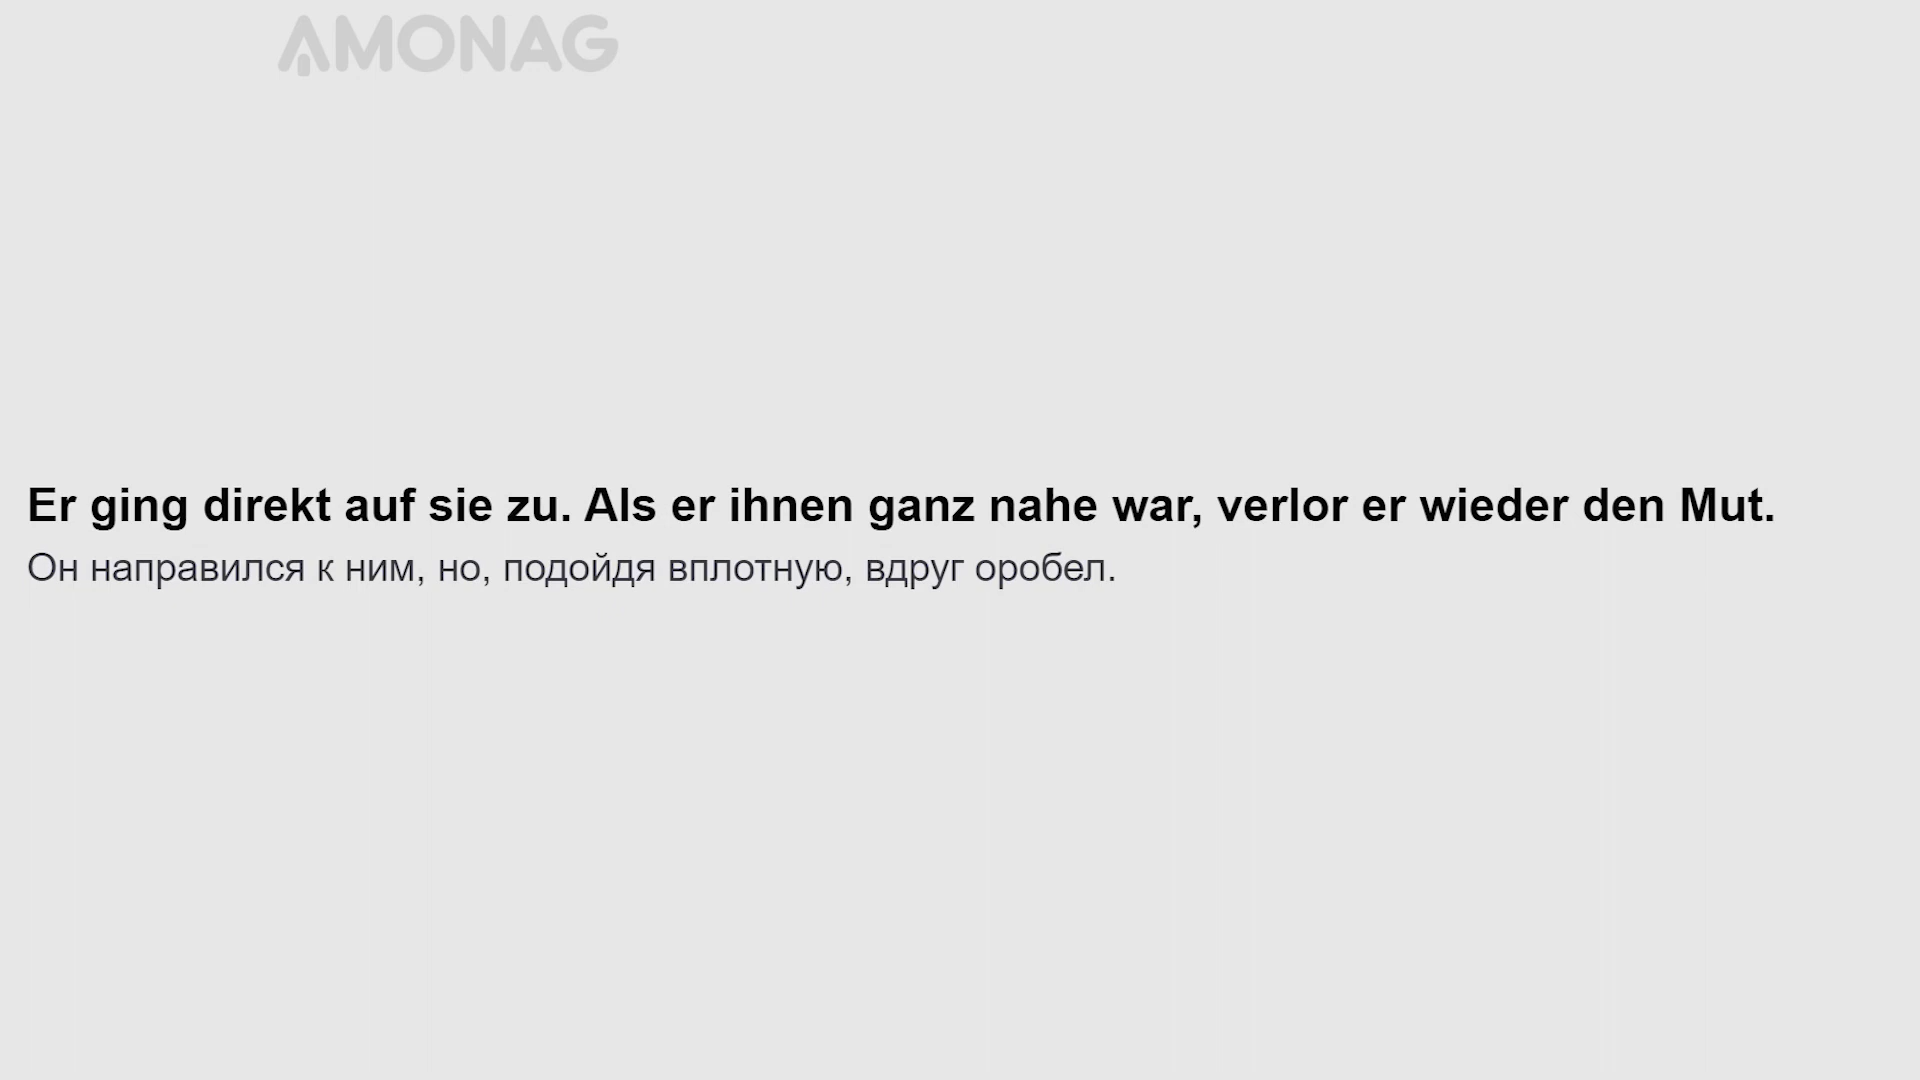 AMONAG
Er ging direkt auf sie zu. Als er ihnen ganz nahe war, verlor er wieder den Mut.
Он направился к ним, но, подойдя вплотную, вдруг оробел.